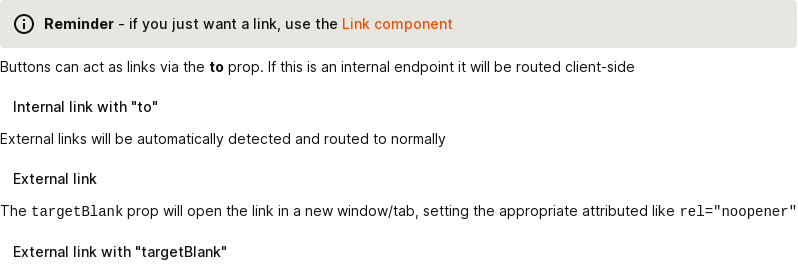 Reminder - if you just want a link, use the Link component
Buttons can act as links via the to prop. If this is an internal endpoint it will be routed client-side
Internal link with "to"
External links will be automatically detected and routed to normally
External link
The targetBlank prop will open the link in a new window/tab, setting the appropriate attributed like rel="noopener"
External link with "targetBlank"